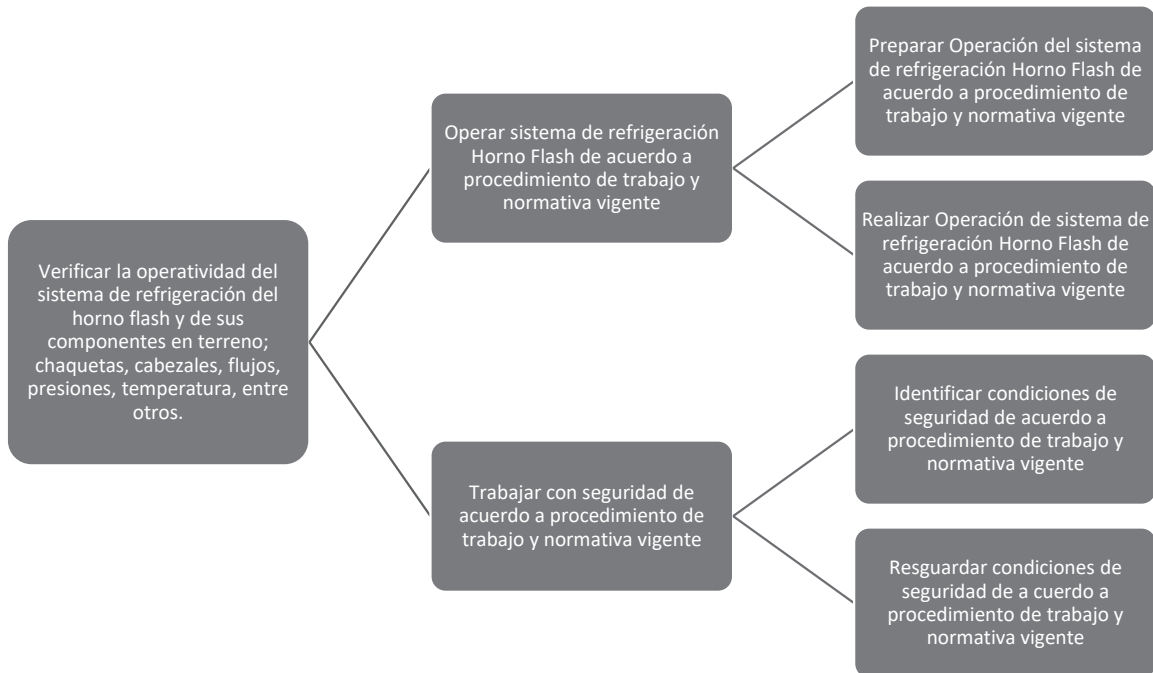 Verificar la operatividad del
sistema de refrigeración del
horno flash y de sus
componentes en terreno;
chaquetas, cabezales, flujos,
presiones, temperatura, entre
otros.
Operar sistema de refrigeración
Horno Flash de acuerdo a
procedimiento de trabajo y
normativa vigente
Preparar Operación del sistema
de refrigeración Horno Flash de
acuerdo a procedimiento de
trabajo y normativa vigente
Realizar Operación de sistema de
refrigeración Horno Flash de
acuerdo a procedimiento de
trabajo y normativa vigente
Trabajar con seguridad de
acuerdo a procedimiento de
trabajo y normativa vigente
Identificar condiciones de
seguridad de acuerdo a
procedimiento de trabajo y
normativa vigente
Resguardar condiciones de
seguridad de a cuerdo a
procedimiento de trabajo y
normativa vigente